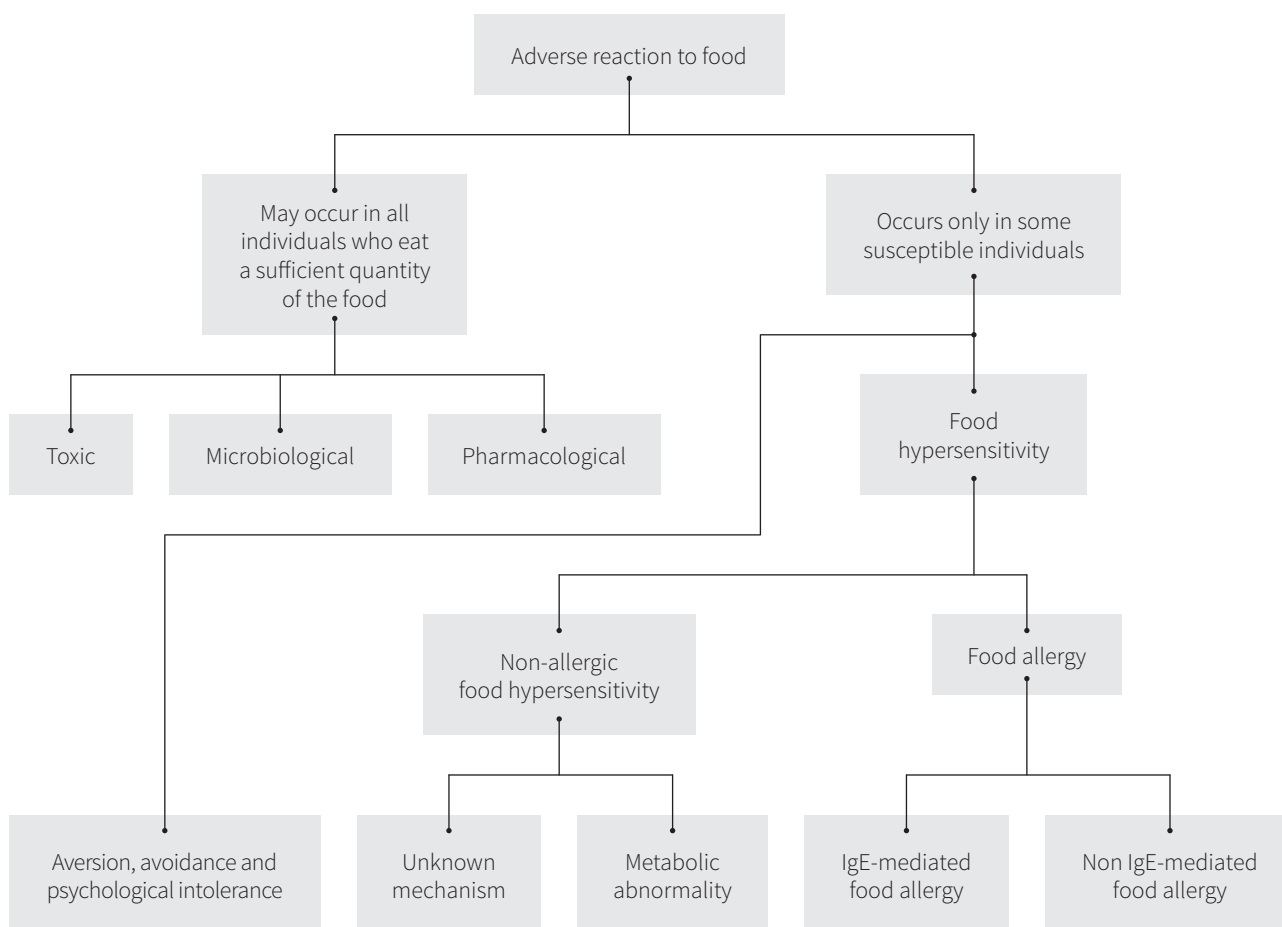 Adverse reaction to food
May occur in all
individuals who eat
a sufficient quantity
of the food
Occurs only in some
susceptible individuals
Toxic
Microbiological
Pharmacological
Food
hypersensitivity
Non-allergic
food hypersensitivity
Food allergy
Aversion, avoidance and
psychological intolerance
Unknown
mechanism
Metabolic
abnormality
IgE-mediated
food allergy
Non IgE-mediated
food allergy